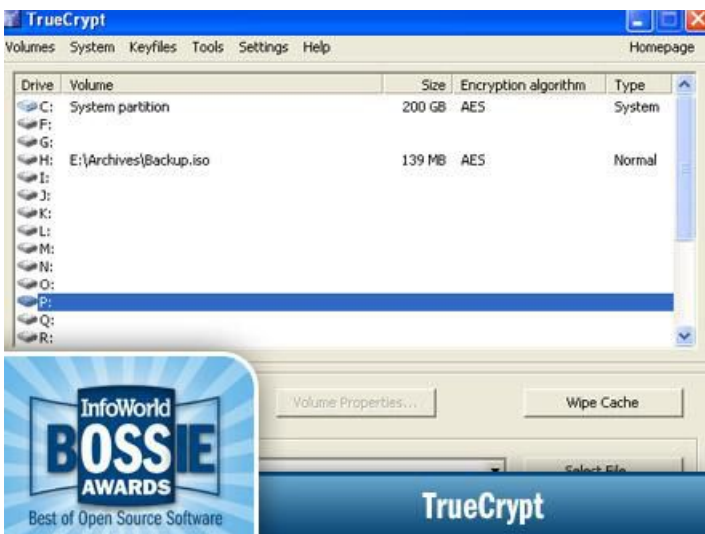 TrueCrypt
Volumes System Keyfiles Tools Settings Help Homepage
Drive Volume Size Encryption algorithm Type
C: System partition 200 GB AES System
F:
G:
H: E:\Archives\Backup.iso 139 MB AES Normal
I:
J:
K:
L:
M:
N:
O:
P:
Q:
R:
Volume Properties... Wipe Cache
Select File
InfoWorld
BOSSIE
AWARDS
Best of Open Source Software
TrueCrypt